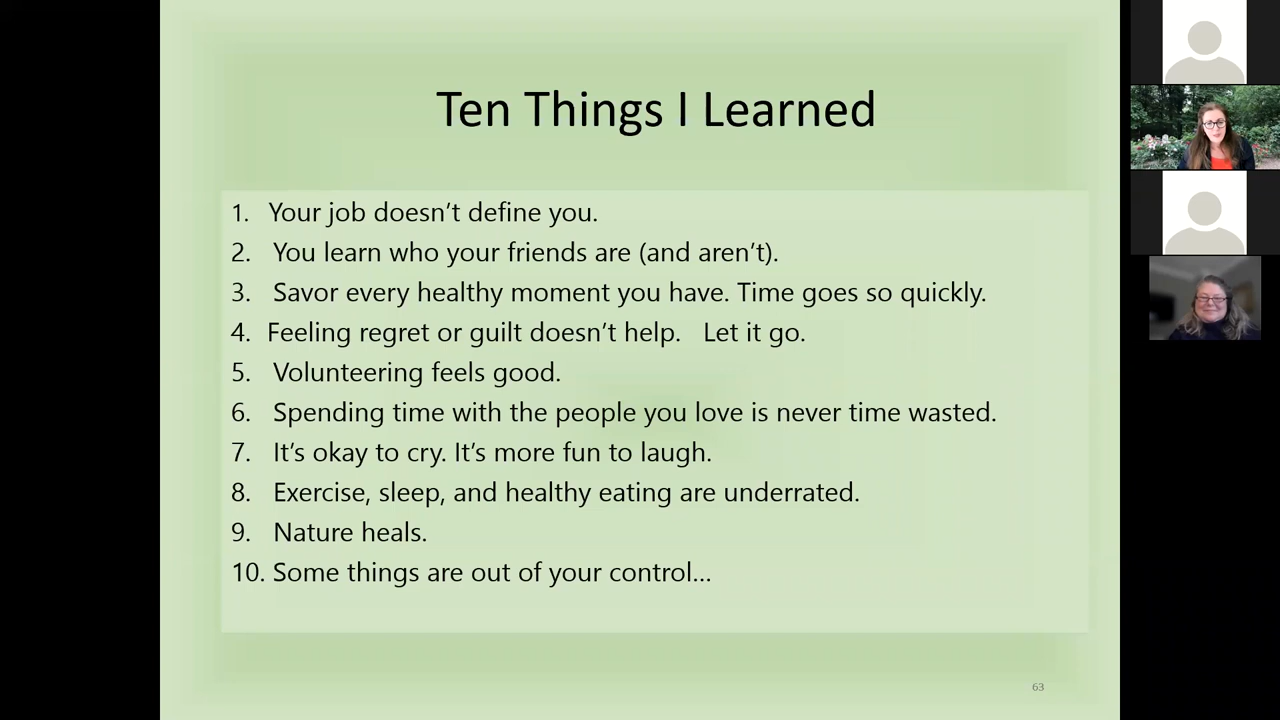 Ten Things I Learned
1. Your job doesn't define you.
2. You learn who your friends are (and aren't).
3. Savor every healthy moment you have. Time goes so quickly.
4. Feeling regret or guilt doesn't help. Let it go.
5. Volunteering feels good.
6. Spending time with the people you love is never time wasted.
7. It's okay to cry. It's more fun to laugh.
8. Exercise, sleep, and healthy eating are underrated.
9. Nature heals.
10. Some things are out of your control...
63